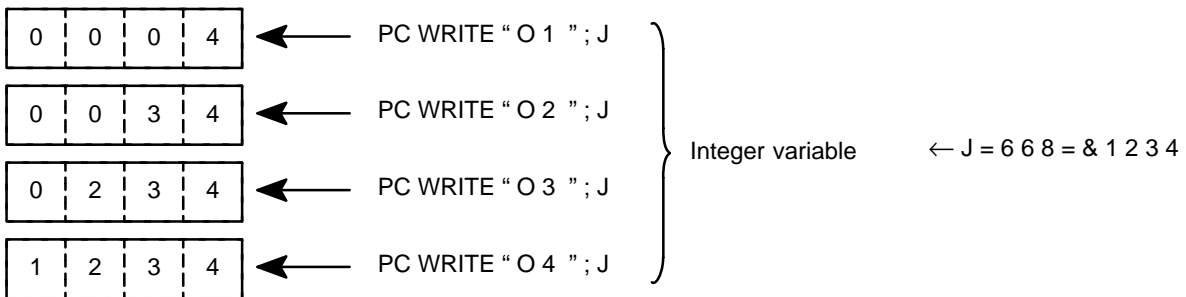 0 0 0 4 PC WRITE “ O 1 ” ; J
0 0 3 4 PC WRITE “ O 2 ” ; J
Integer variable ← J = 6 6 8 = & 1 2 3 4
0 2 3 4 PC WRITE “ O 3 ” ; J
1 2 3 4 PC WRITE “ O 4 ” ; J